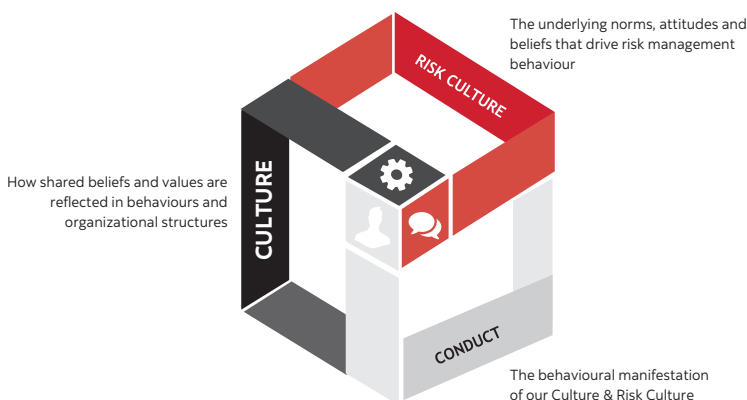 The underlying norms, attitudes and
beliefs that drive risk management
behaviour
RISK CULTURE
How shared beliefs and values are
reflected in behaviours and
organizational structures
CULTURE
CONDUCT
The behavioural manifestation
of our Culture & Risk Culture